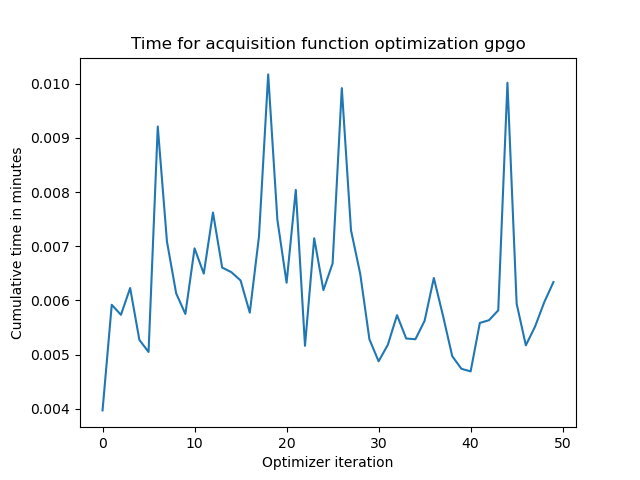 Time for acquisition function optimization gpgo
Cumulative time in minutes
0.010
0.009
0.008
0.007
0.006
0.005
0.004
0 10 20 30 40 50
Optimizer iteration